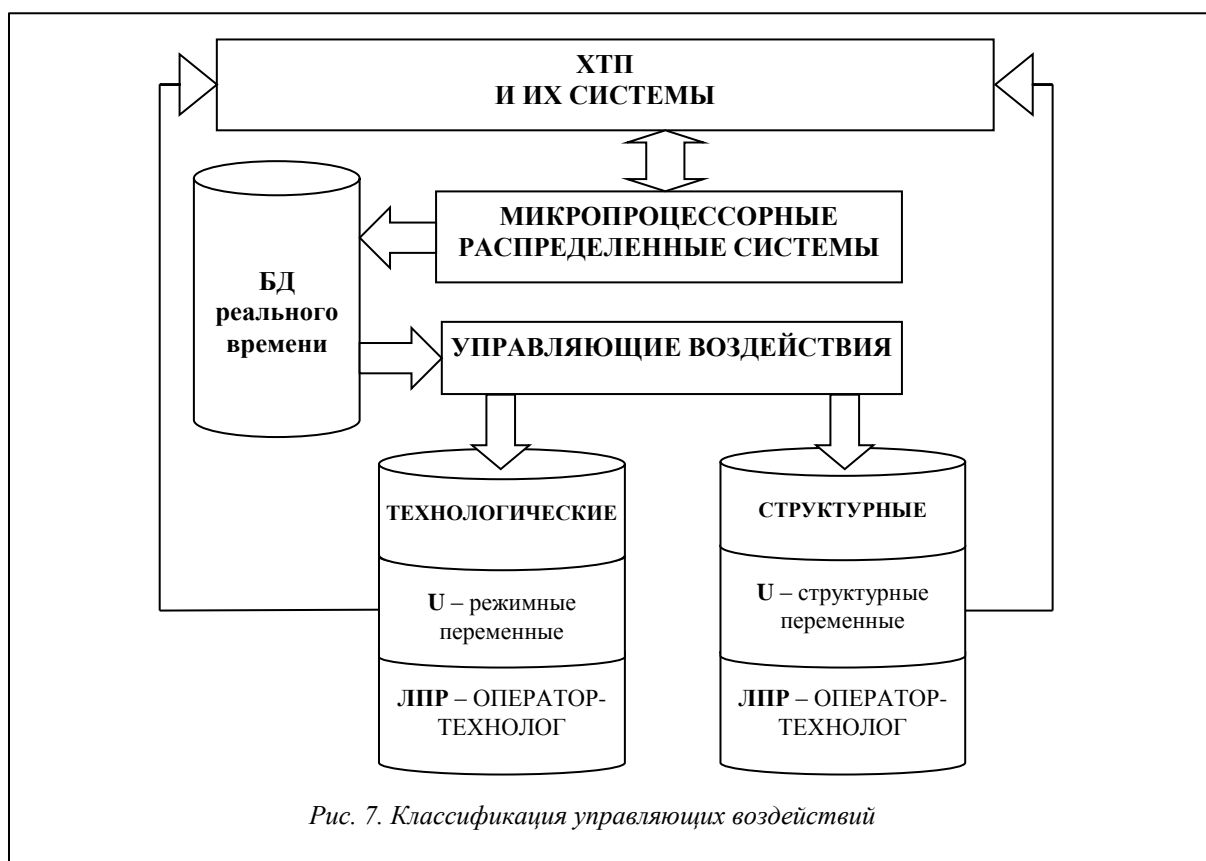 ХТП
И ИХ СИСТЕМЫ
МИКРОПРОЦЕССОРНЫЕ
РАСПРЕДЕЛЕННЫЕ СИСТЕМЫ
БД
реального
времени
УПРАВЛЯЮЩИЕ ВОЗДЕЙСТВИЯ
ТЕХНОЛОГИЧЕСКИЕ
U – режимные
переменные
ЛПР – ОПЕРАТОР-
ТЕХНОЛОГ
СТРУКТУРНЫЕ
U – структурные
переменные
ЛПР – ОПЕРАТОР-
ТЕХНОЛОГ
Рис. 7. Классификация управляющих воздействий